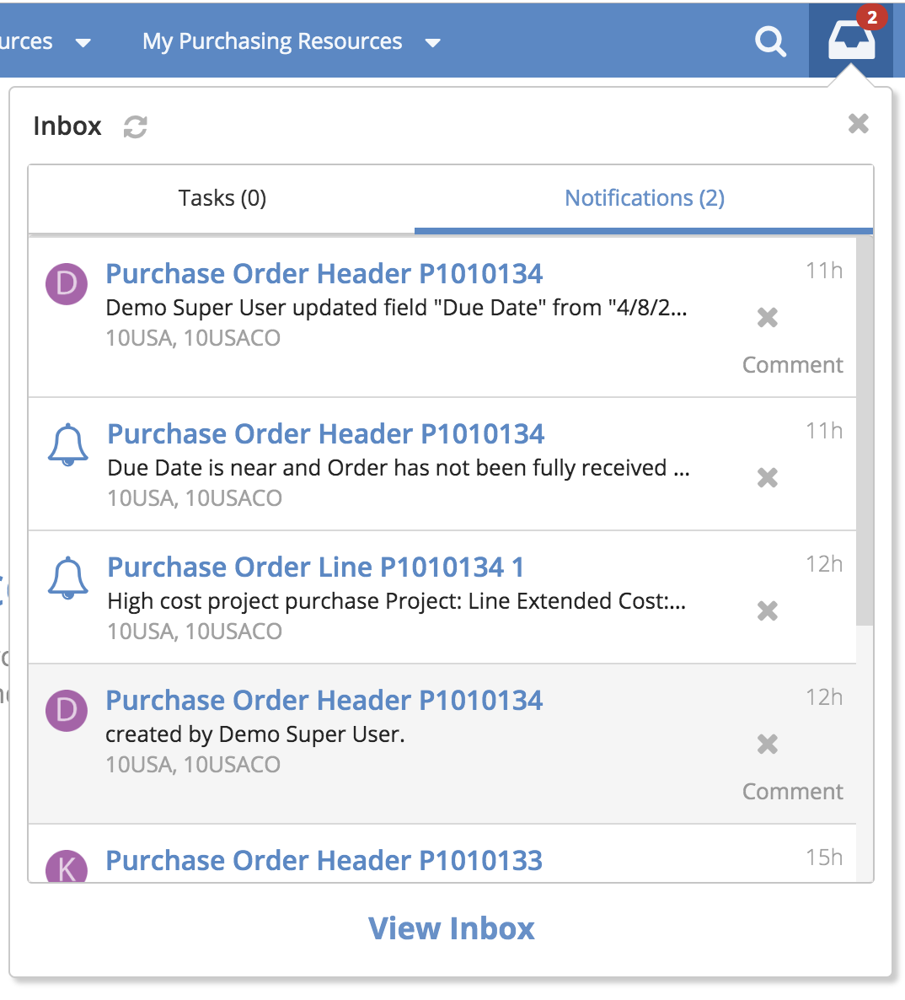 My Purchasing Resources
2
Inbox
Tasks (0)
Notifications (2)
D
Purchase Order Header P1010134
11h
Demo Super User updated field "Due Date" from "4/8/2...
10USA, 10USACO
Comment
Purchase Order Header P1010134
11h
Due Date is near and Order has not been fully received ...
10USA, 10USACO
Purchase Order Line P1010134 1
12h
High cost project purchase Project: Line Extended Cost:...
10USA, 10USACO
D
Purchase Order Header P1010134
12h
created by Demo Super User.
10USA, 10USACO
Comment
K
Purchase Order Header P1010133
15h
View Inbox